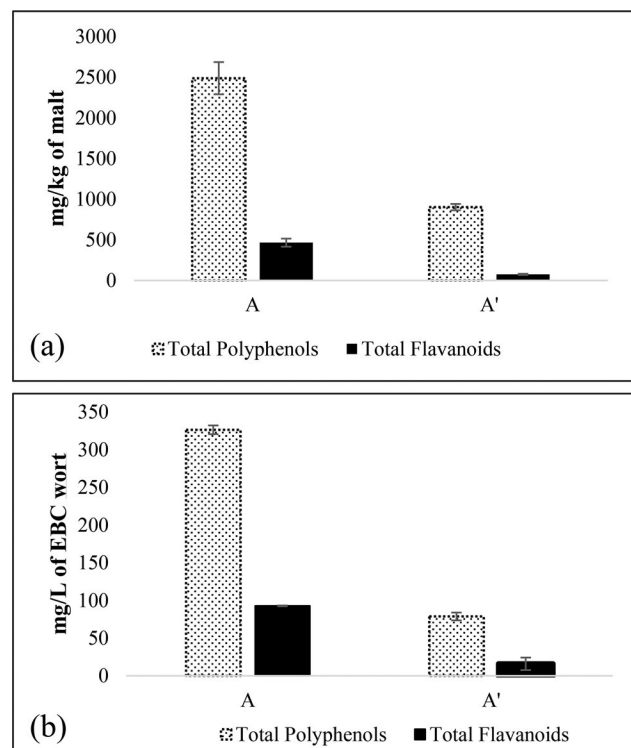 3000
2500
2000
1500
1000
500
0
mg/kg of malt
A A'
(a)
Total Polyphenols Total Flavanoids
350
300
250
200
150
100
50
0
mg/L of EBC wort
A A'
(b)
Total Polyphenols Total Flavanoids